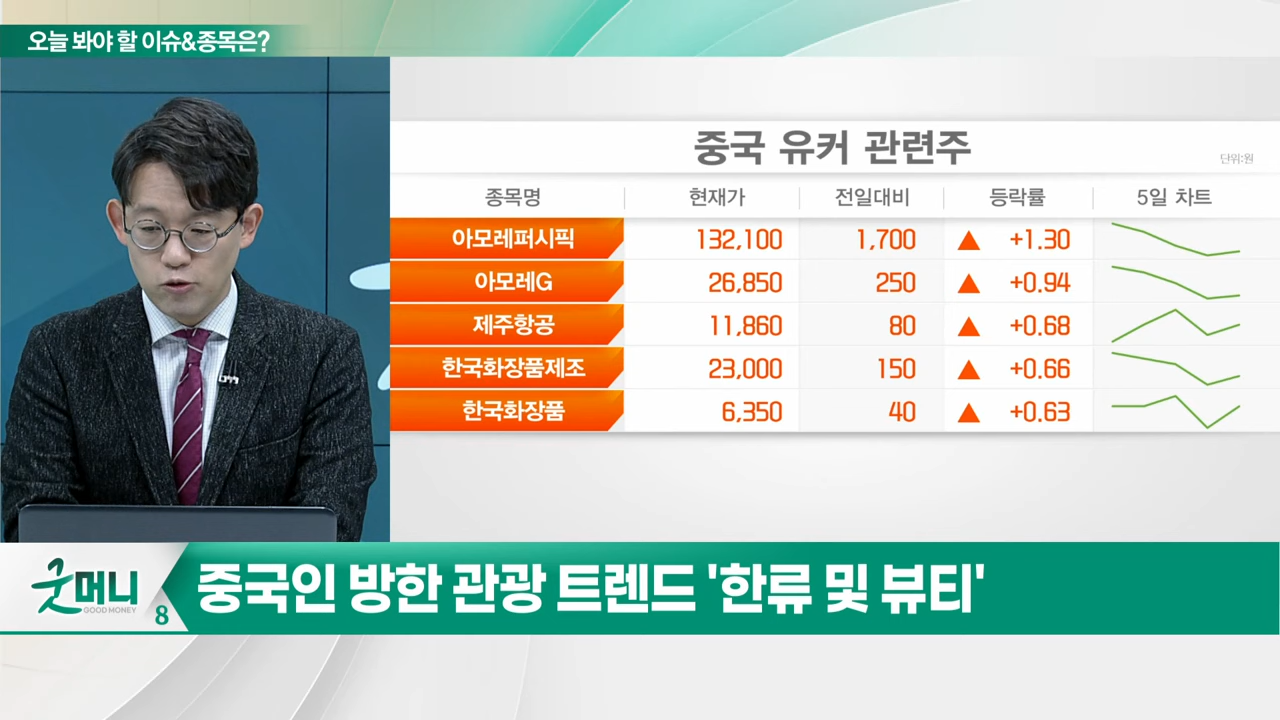 오늘 봐야 할 이슈&종목은?
중국 유커 관련주
단위:원
종목명 현재가 전일대비 등락률 5일 차트
아모레퍼시픽 132,100 1,700 ▲ +1.30
아모레G 26,850 250 ▲ +0.94
제주항공 11,860 80 ▲ +0.68
한국화장품제조 23,000 150 ▲ +0.66
한국화장품 6,350 40 ▲ +0.63
굿머니
GOOD MONEY
8
중국인 방한 관광 트렌드 '한류 및 뷰티'